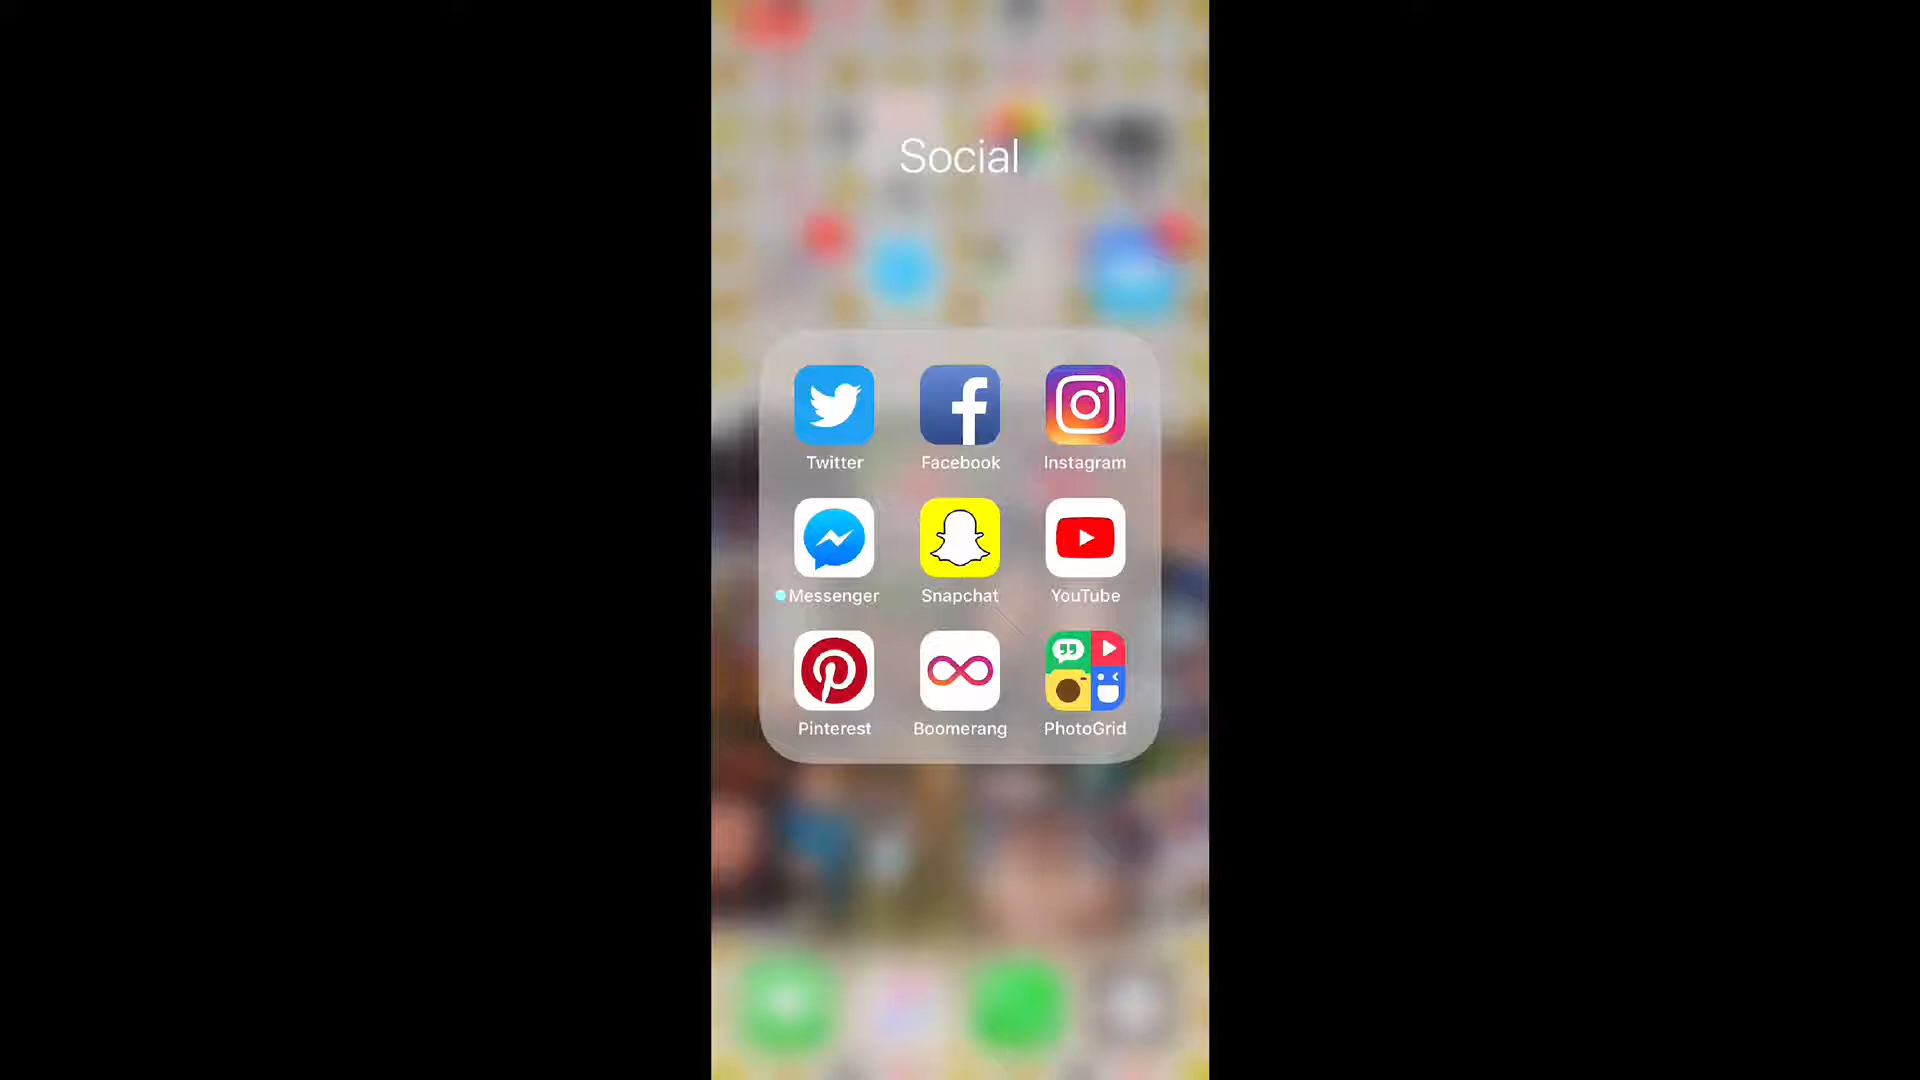 Social
Twitter Facebook Instagram
Messenger Snapchat YouTube
Pinterest Boomerang PhotoGrid